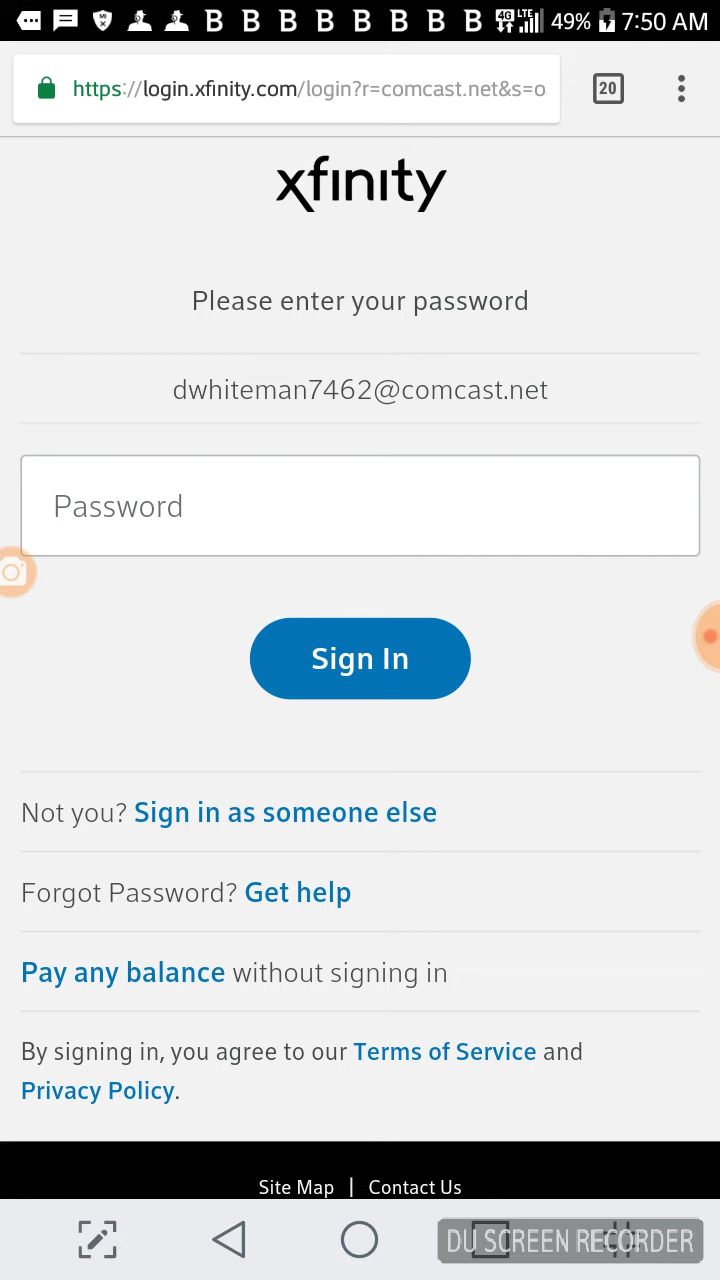 B B B B B B B B 4G LTE 49% 7:50 AM
https://login.xfinity.com/login?r=comcast.net&s=o
20
xfinity
Please enter your password
dwhiteman7462@comcast.net
Password
Sign In
Not you? Sign in as someone else
Forgot Password? Get help
Pay any balance without signing in
By signing in, you agree to our Terms of Service and
Privacy Policy.
Site Map | Contact Us
DU SCREEN RECORDER